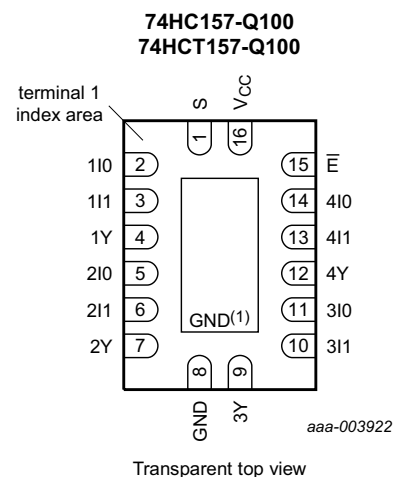 74HC157-Q100
74HCT157-Q100
terminal 1
index area
S
VCC
1
16
1I0
2
15
E̅
1I1
3
14
4I0
1Y
4
13
4I1
2I0
5
12
4Y
2I1
6
11
3I0
GND(1)
2Y
7
10
3I1
8
9
GND
3Y
aaa-003922
Transparent top view